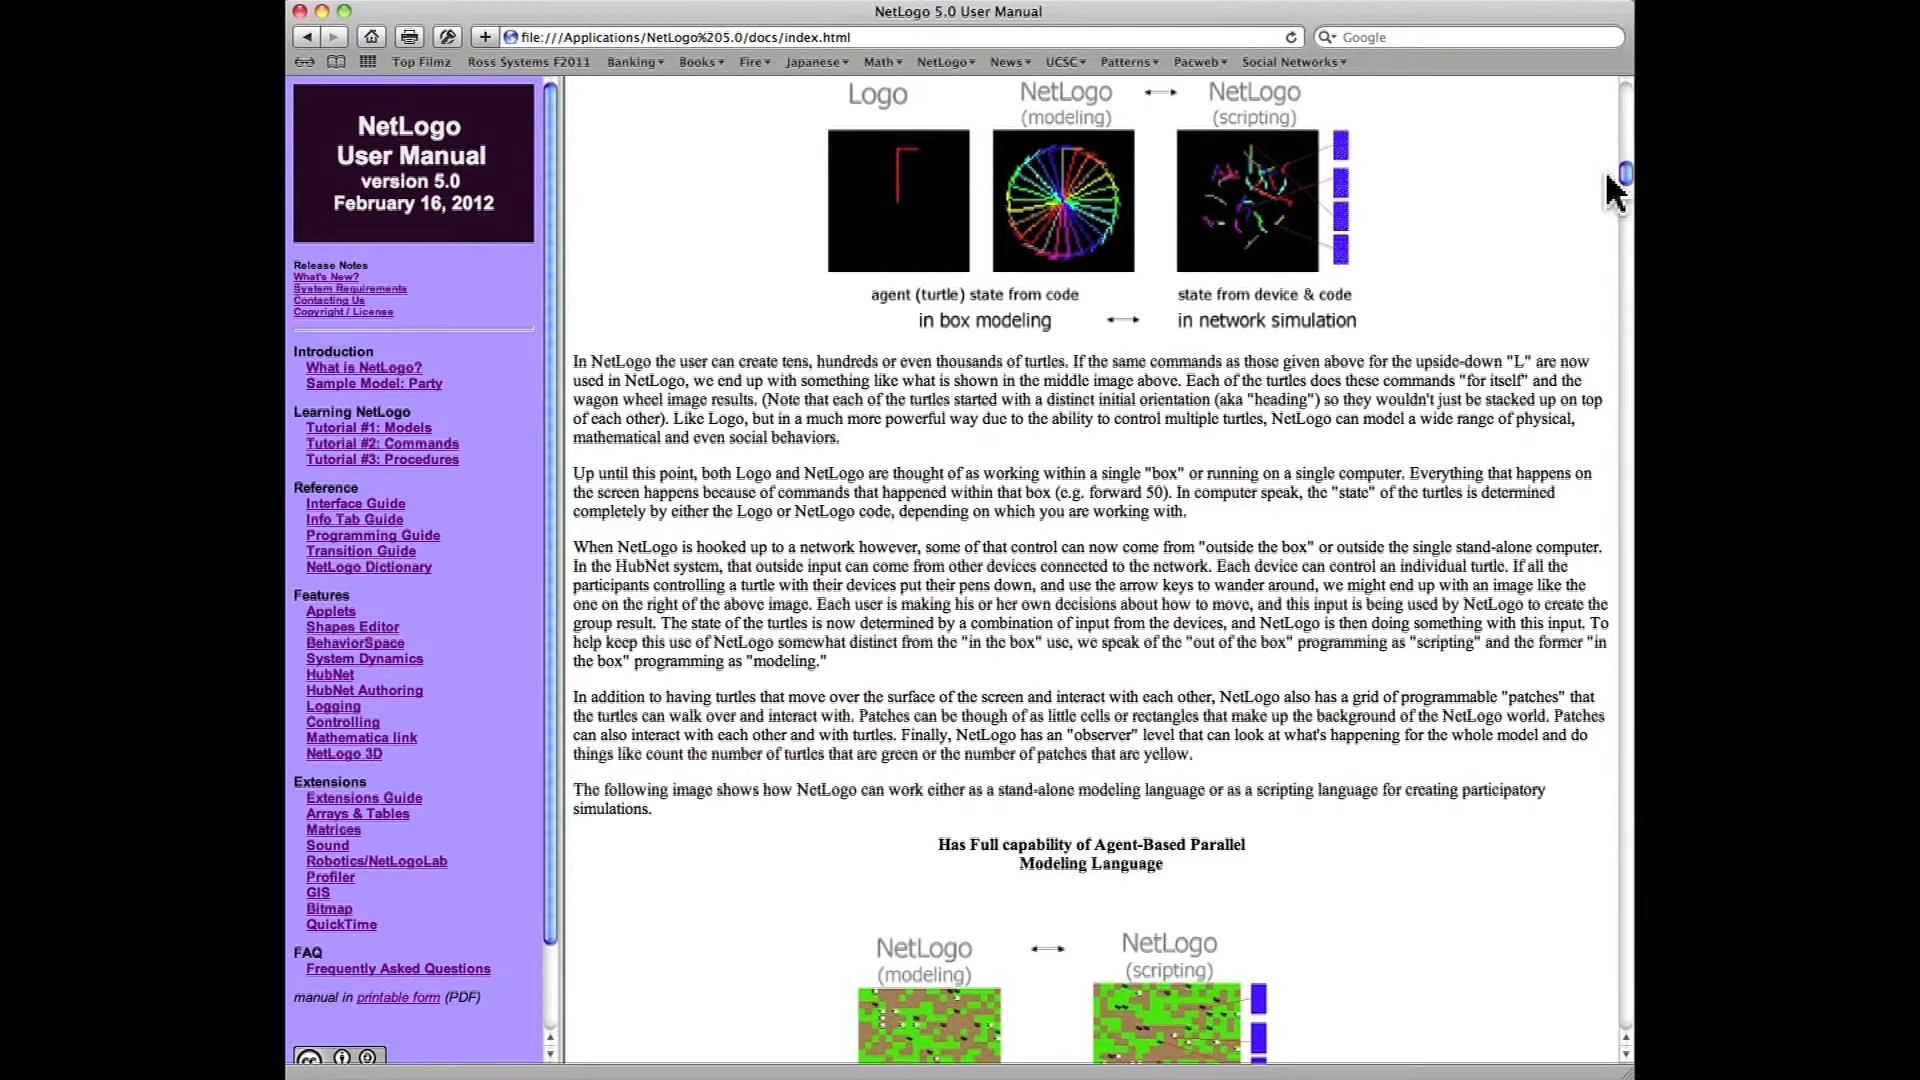 NetLogo 5.0 User Manual
file:///Applications/NetLogo%205.0/docs/index.html
Google
Top Filmz Ross Systems F2011 Banking Books Fire Japanese Math NetLogo News UCSC Patterns Pacweb Social Networks
NetLogo
User Manual
version 5.0
February 16, 2012
Release Notes
What's New?
System Requirements
Contacting Us
Copyright / License
Introduction
What is NetLogo?
Sample Model: Party
Learning NetLogo
Tutorial #1: Models
Tutorial #2: Commands
Tutorial #3: Procedures
Reference
Interface Guide
Info Tab Guide
Programming Guide
Transition Guide
NetLogo Dictionary
Features
Applets
Shapes Editor
BehaviorSpace
System Dynamics
HubNet
HubNet Authoring
Logging
Controlling
Mathematica link
NetLogo 3D
Extensions
Extensions Guide
Arrays & Tables
Matrices
Sound
Robotics/NetLogoLab
Profiler
GIS
Bitmap
QuickTime
FAQ
Frequently Asked Questions
manual in printable form (PDF)
cc
Logo
NetLogo
(modeling)
NetLogo
(scripting)
agent (turtle) state from code
state from device & code
in box modeling
in network simulation
In NetLogo the user can create tens, hundreds or even thousands of turtles. If the same commands as those given above for the upside-down "L" are now
used in NetLogo, we end up with something like what is shown in the middle image above. Each of the turtles does these commands "for itself" and the
wagon wheel image results. (Note that each of the turtles started with a distinct initial orientation (aka "heading") so they wouldn't just be stacked up on top
of each other). Like Logo, but in a much more powerful way due to the ability to control multiple turtles, NetLogo can model a wide range of physical,
mathematical and even social behaviors.
Up until this point, both Logo and NetLogo are thought of as working within a single "box" or running on a single computer. Everything that happens on
the screen happens because of commands that happened within that box (e.g. forward 50). In computer speak, the "state" of the turtles is determined
completely by either the Logo or NetLogo code, depending on which you are working with.
When NetLogo is hooked up to a network however, some of that control can now come from "outside the box" or outside the single stand-alone computer.
In the HubNet system, that outside input can come from other devices connected to the network. Each device can control an individual turtle. If all the
participants controlling a turtle with their devices put their pens down, and use the arrow keys to wander around, we might end up with an image like the
one on the right of the above image. Each user is making his or her own decisions about how to move, and this input is being used by NetLogo to create the
group result. The state of the turtles is now determined by a combination of input from the devices, and NetLogo is then doing something with this input. To
help keep this use of NetLogo somewhat distinct from the "in the box" use, we speak of the "out of the box" programming as "scripting" and the former "in
the box" programming as "modeling."
In addition to having turtles that move over the surface of the screen and interact with each other, NetLogo also has a grid of programmable "patches" that
the turtles can walk over and interact with. Patches can be though of as little cells or rectangles that make up the background of the NetLogo world. Patches
can also interact with each other and with turtles. Finally, NetLogo has an "observer" level that can look at what's happening for the whole model and do
things like count the number of turtles that are green or the number of patches that are yellow.
The following image shows how NetLogo can work either as a stand-alone modeling language or as a scripting language for creating participatory
simulations.
Has Full capability of Agent-Based Parallel
Modeling Language
NetLogo
(modeling)
NetLogo
(scripting)